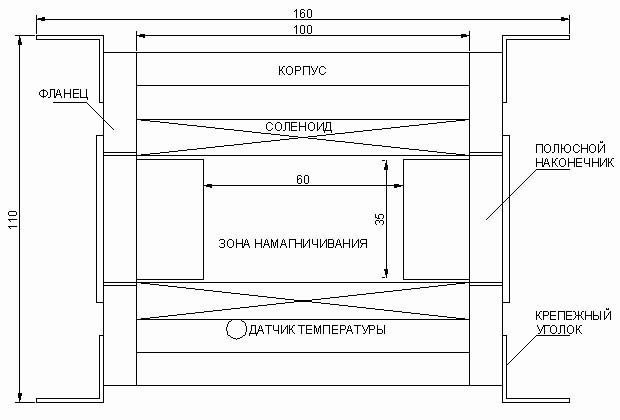 160
100
КОРПУС
ФЛАНЕЦ
СОЛЕНОИД
ПОЛЮСНОЙ
НАКОНЕЧНИК
60
35
110
ЗОНА НАМАГНИЧИВАНИЯ
КРЕПЕЖНЫЙ
УГОЛОК
ДАТЧИК ТЕМПЕРАТУРЫ